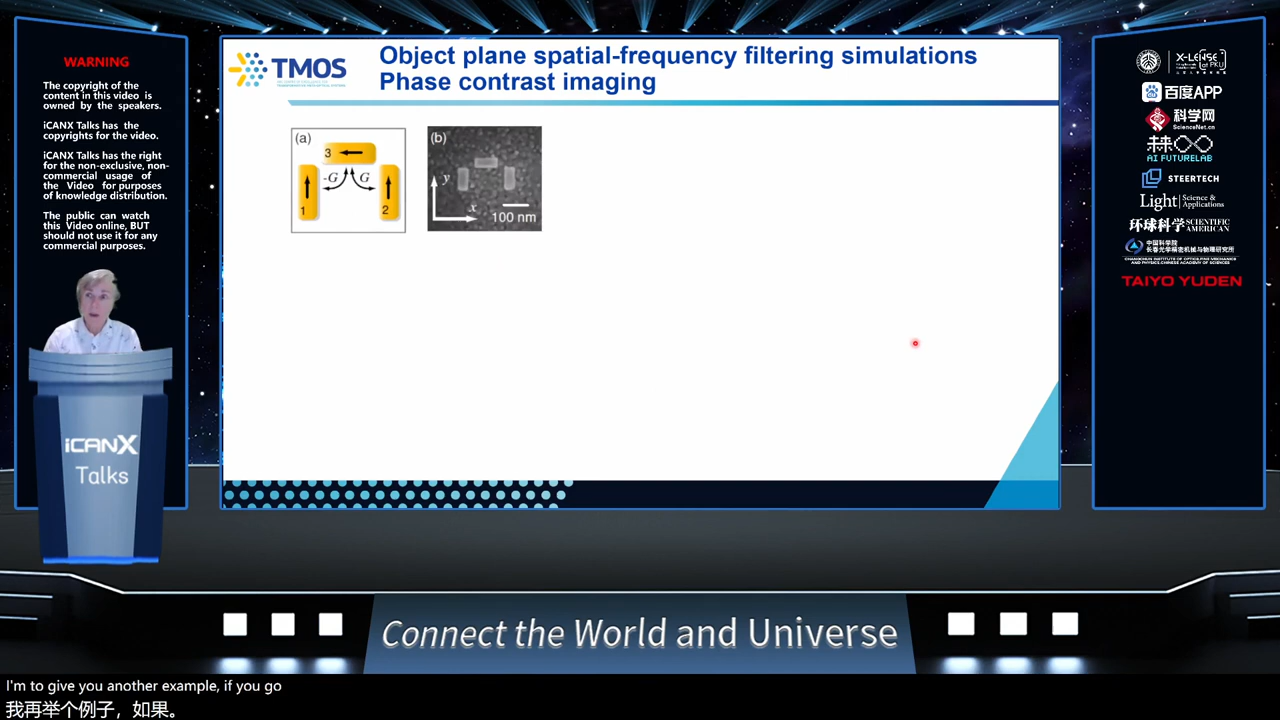 WARNING
The copyright of
the content in this video is
owned by the speakers.
iCANX Talks has the
copyrights for the video.
iCANX Talks has the right
for the non-exclusive, non-
commercial usage of
the Video for purposes
of knowledge distribution.
The public can watch
this Video online, BUT
should not use it for any
commercial purposes.
iCANX
Talks
TMOS
Object plane spatial-frequency filtering simulations
Phase contrast imaging
(a)
3
-G G
1
2
(b)
y
x
100 nm
X-LENSE
百度APP
科学网
ScienceNet.cn
AI FUTURELAB
STEERTECH
Light Science &
Applications
环球科学 SCIENTIFIC
AMERICAN
中国科学院
长春光学精密机械与物理研究所
CHANGCHUN INSTITUTE OF OPTICS, FINE MECHANICS
AND PHYSICS, CHINESE ACADEMY OF SCIENCES
TAIYO YUDEN
Connect the World and Universe
I'm to give you another example, if you go
我再举个例子，如果。